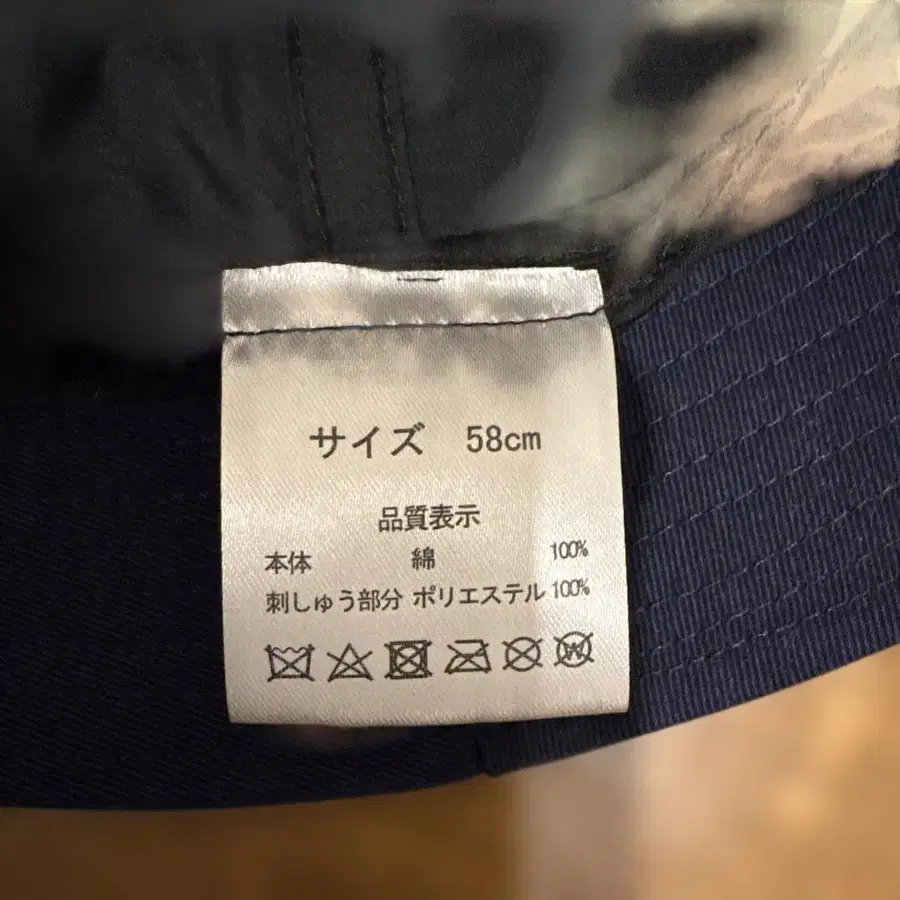 サイズ 58cm
品質表示
本体 綿 100%
刺しゅう部分 ポリエステル 100%